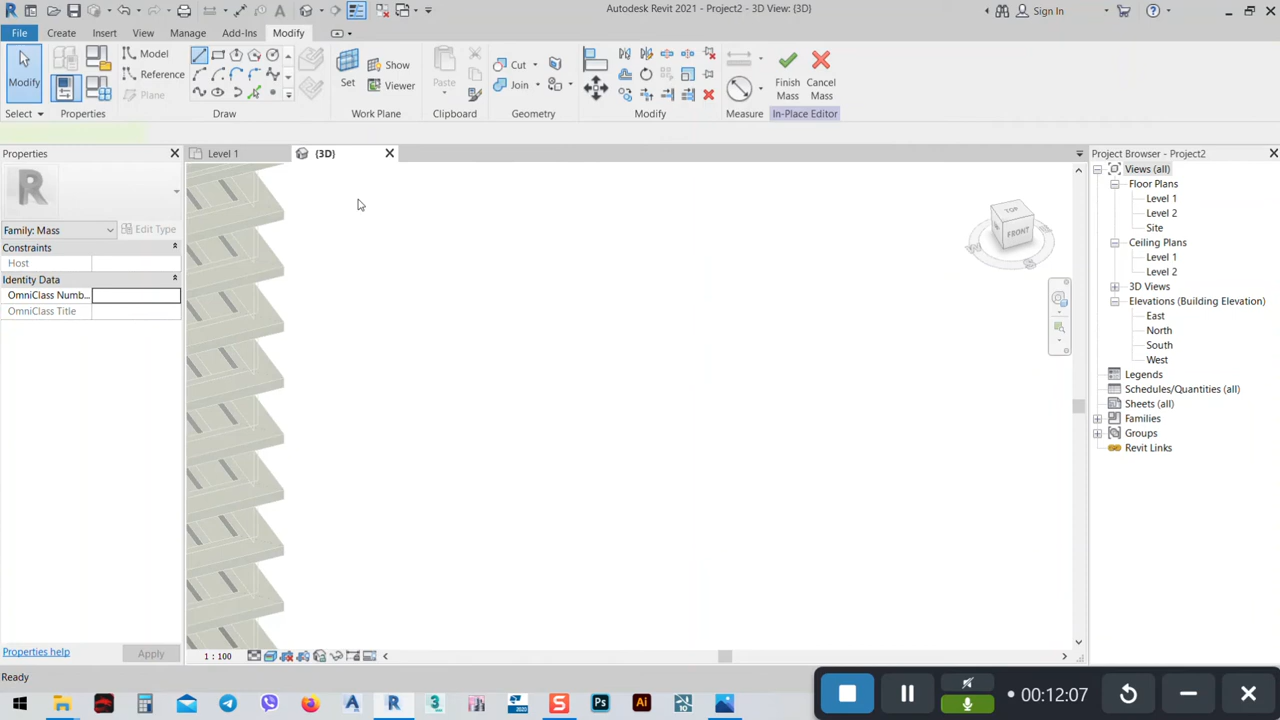 Autodesk Revit 2021 - Project2 - 3D View: {3D}
Sign In
File Create Insert View Manage Add-Ins Modify
Modify
Model
Reference
Plane
Set
Show
Viewer
Paste
Cut
Join
Finish Mass
Cancel Mass
Select Properties Draw Work Plane Clipboard Geometry Modify Measure In-Place Editor
Properties
Level 1
{3D}
Project Browser - Project2
R
Family: Mass
Edit Type
Constraints
Host
Identity Data
OmniClass Numb...
OmniClass Title
TOP
FRONT
Views (all)
Floor Plans
Level 1
Level 2
Site
Ceiling Plans
Level 1
Level 2
3D Views
Elevations (Building Elevation)
East
North
South
West
Legends
Schedules/Quantities (all)
Sheets (all)
Families
Groups
Revit Links
Properties help
Apply
1 : 100
Ready
00:12:07